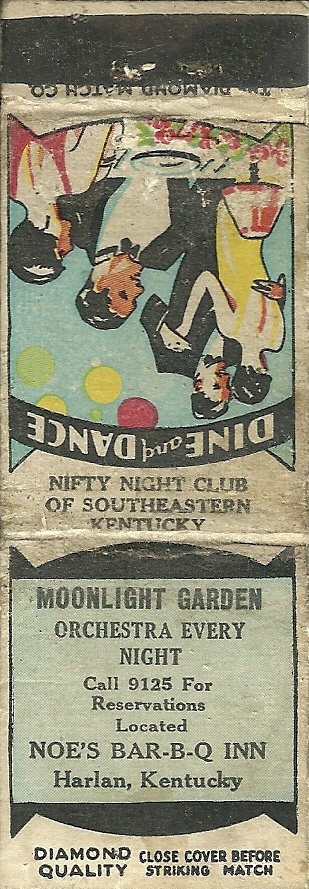 THE DIAMOND MATCH CO.
DINE and DANCE
NIFTY NIGHT CLUB
OF SOUTHEASTERN
KENTUCKY
MOONLIGHT GARDEN
ORCHESTRA EVERY
NIGHT
Call 9125 For
Reservations
Located
NOE'S BAR-B-Q INN
Harlan, Kentucky
DIAMOND QUALITY
CLOSE COVER BEFORE
STRIKING MATCH